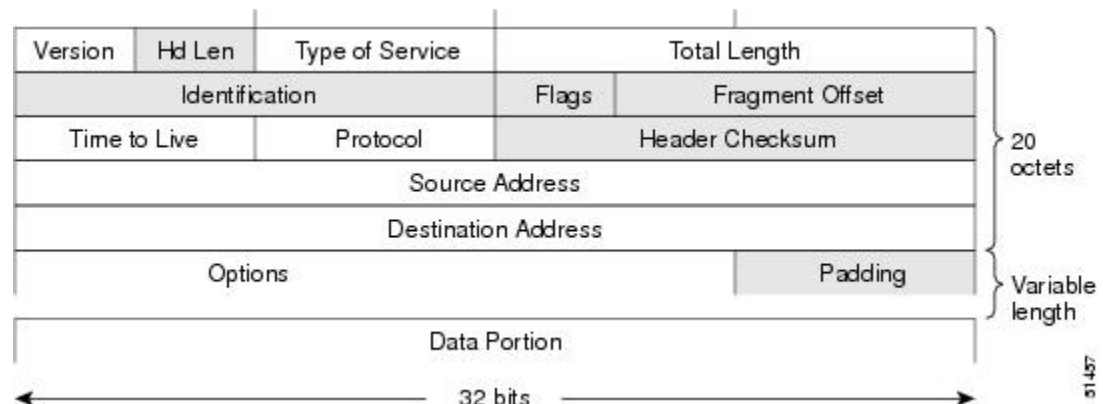 Version Hd Len Type of Service Total Length
Identification Flags Fragment Offset
Time to Live Protocol Header Checksum
20
octets
Source Address
Destination Address
Options Padding
Variable
length
Data Portion
32 bits
51457